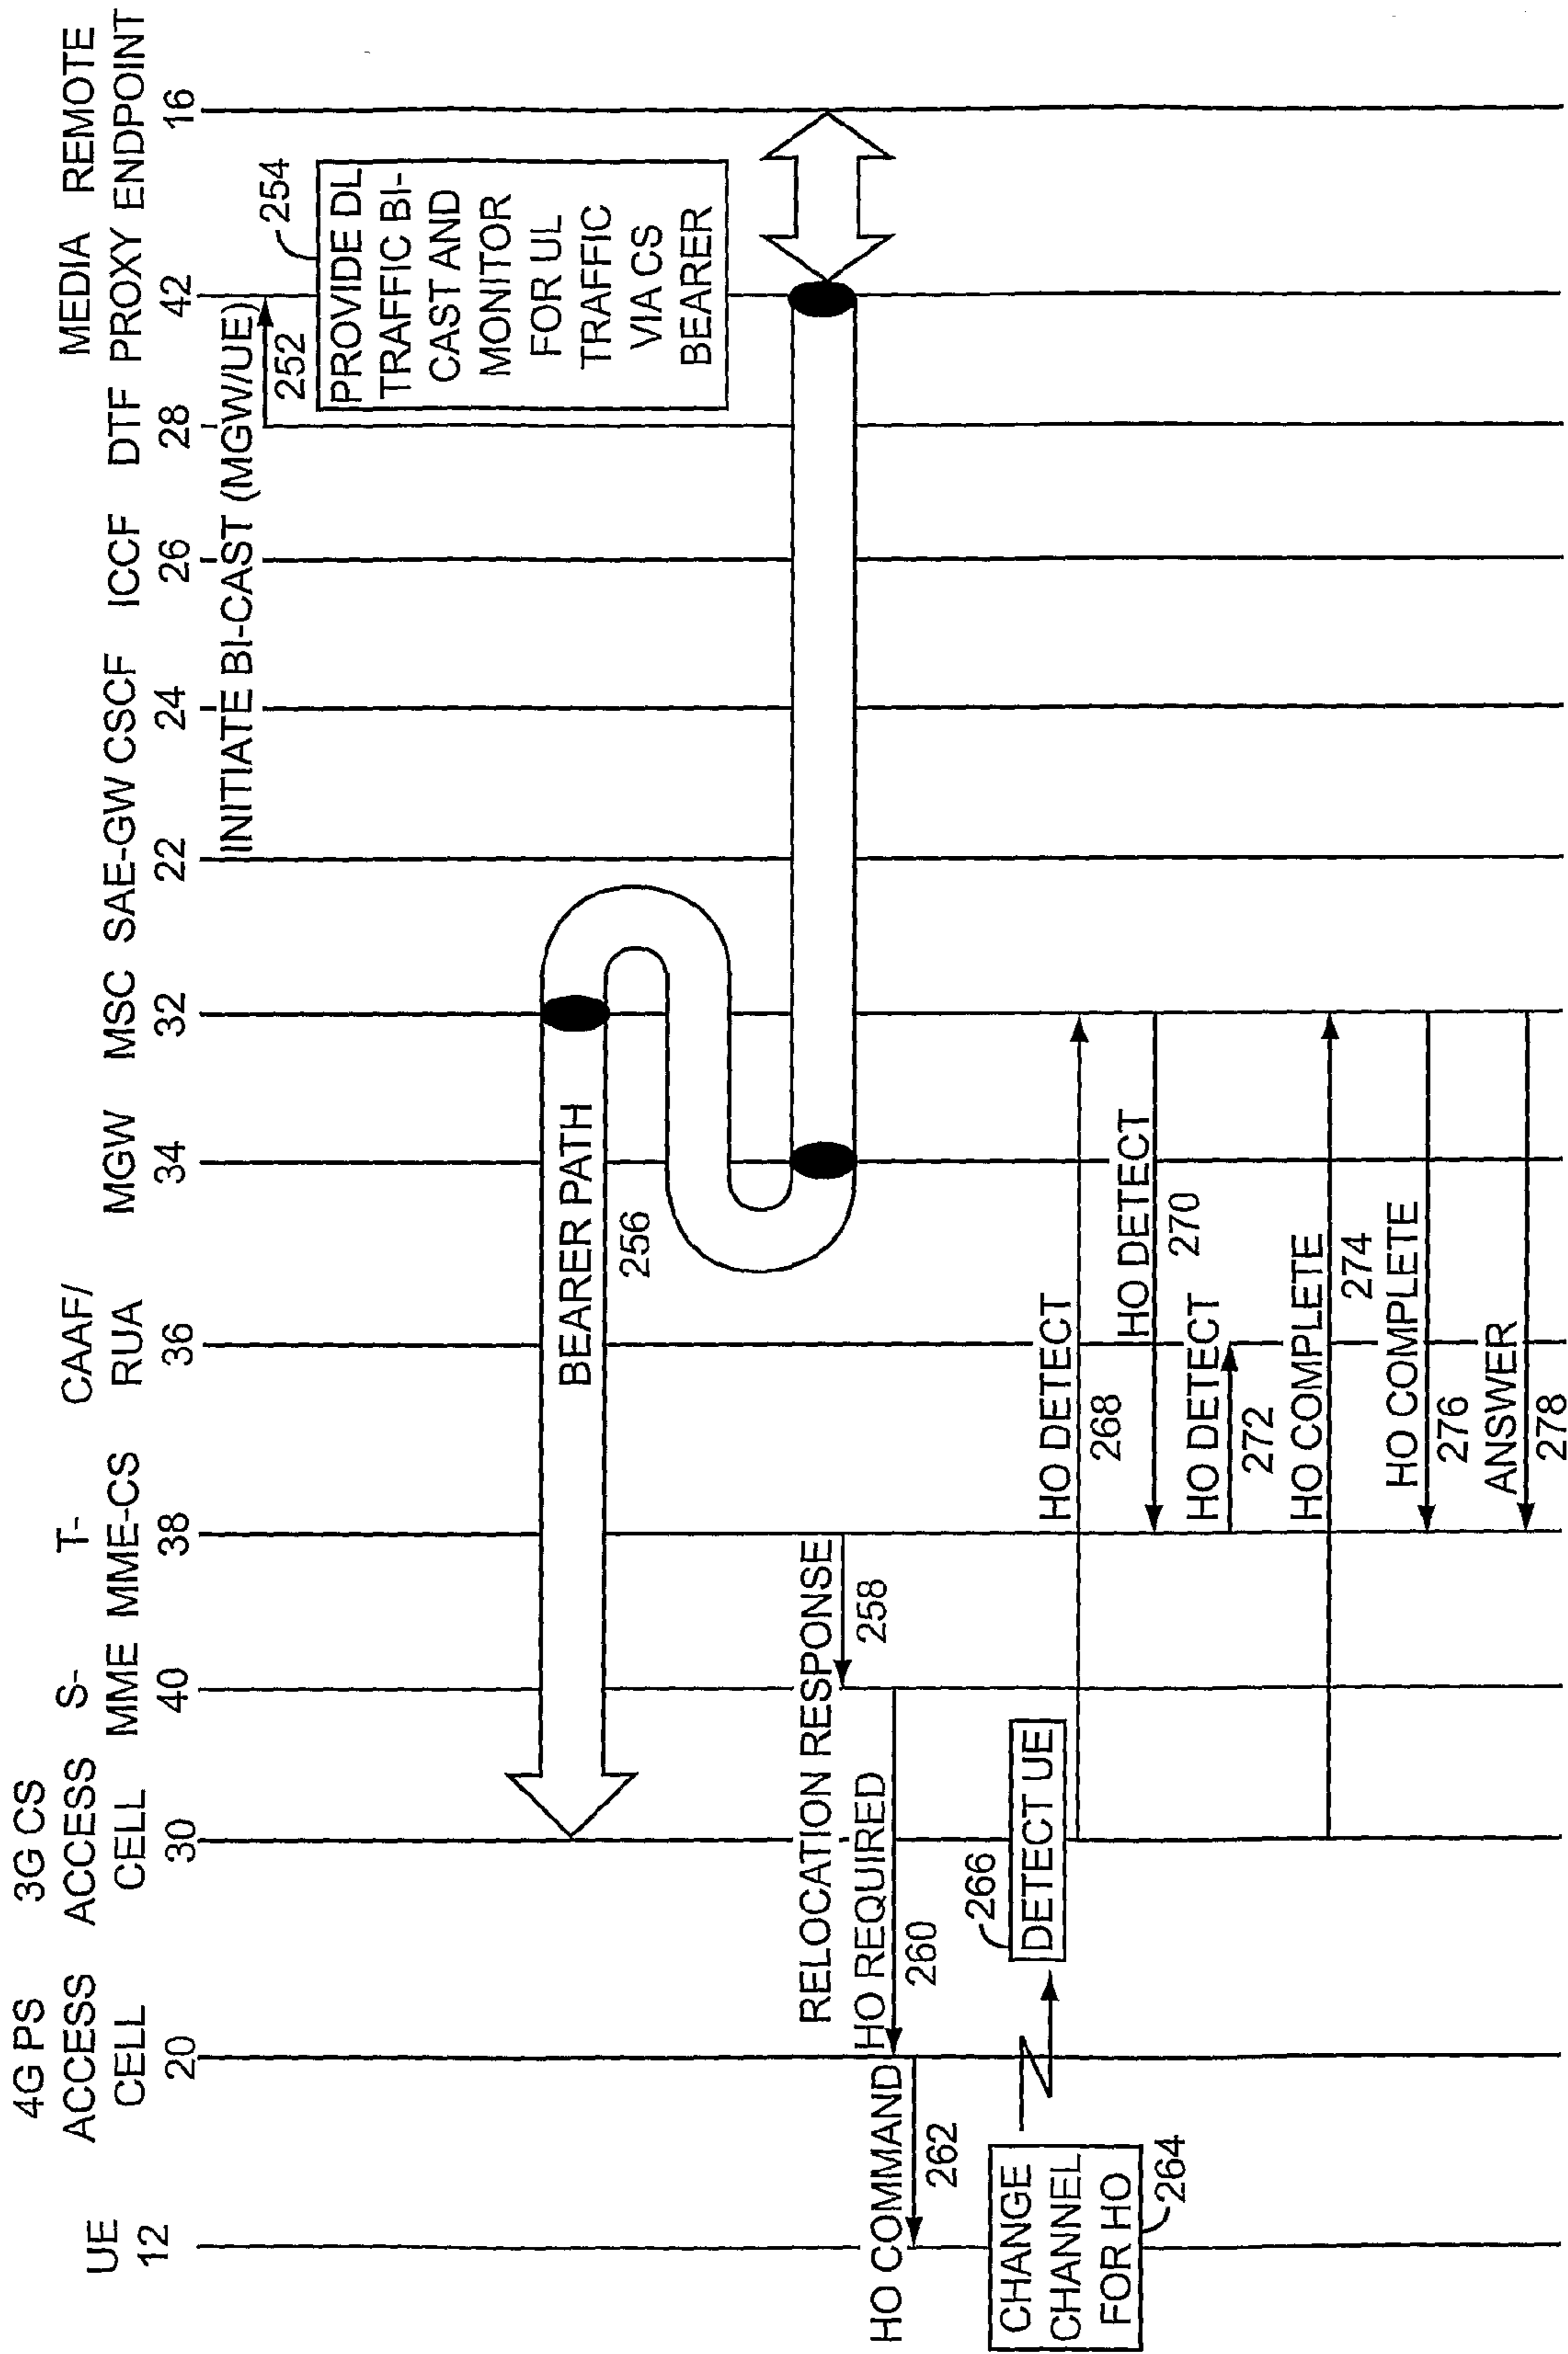 UE
12
4G PS
ACCESS
CELL
20
3G CS
ACCESS
CELL
30
S-
MME
40
T-
MME-CS
38
CAAF/
RUA
36
MGW
34
MSC
32
SAE-GW
22
CSCF
24
ICCF
26
DTF
28
MEDIA
PROXY
42
REMOTE
ENDPOINT
16
INITIATE BI-CAST (MGW/UE)
252
254
PROVIDE DL
TRAFFIC BI-
CAST AND
MONITOR
FOR UL
TRAFFIC
VIA CS
BEARER
BEARER PATH
256
RELOCATION RESPONSE
258
HO REQUIRED
260
HO COMMAND
262
CHANGE
CHANNEL
FOR HO
264
266
DETECT UE
HO DETECT
268
HO DETECT
270
HO DETECT
272
HO COMPLETE
274
HO COMPLETE
276
ANSWER
278